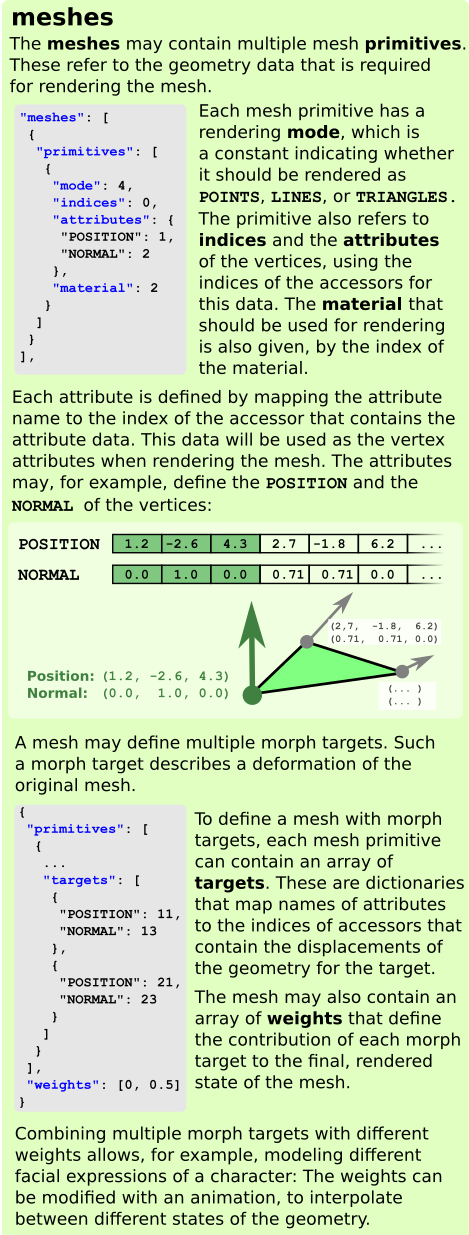 meshes
The meshes may contain multiple mesh primitives.
These refer to the geometry data that is required
for rendering the mesh.
"meshes": [
{
"primitives": [
{
"mode": 4,
"indices": 0,
"attributes": {
"POSITION": 1,
"NORMAL": 2
},
"material": 2
}
]
}
],
Each mesh primitive has a
rendering mode, which is
a constant indicating whether
it should be rendered as
POINTS, LINES, or TRIANGLES.
The primitive also refers to
indices and the attributes
of the vertices, using the
indices of the accessors for
this data. The material that
should be used for rendering
is also given, by the index of
the material.
Each attribute is defined by mapping the attribute
name to the index of the accessor that contains the
attribute data. This data will be used as the vertex
attributes when rendering the mesh. The attributes
may, for example, define the POSITION and the
NORMAL of the vertices:
POSITION 1.2 -2.6 4.3 2.7 -1.8 6.2 ...
NORMAL 0.0 1.0 0.0 0.71 0.71 0.0 ...
(2,7, -1.8, 6.2)
(0.71, 0.71, 0.0)
Position: (1.2, -2.6, 4.3)
Normal: (0.0, 1.0, 0.0)
(... )
(... )
A mesh may define multiple morph targets. Such
a morph target describes a deformation of the
original mesh.
{
"primitives": [
{
...
"targets": [
{
"POSITION": 11,
"NORMAL": 13
},
{
"POSITION": 21,
"NORMAL": 23
}
]
}
],
"weights": [0, 0.5]
}
To define a mesh with morph
targets, each mesh primitive
can contain an array of
targets. These are dictionaries
that map names of attributes
to the indices of accessors that
contain the displacements of
the geometry for the target.
The mesh may also contain an
array of weights that define
the contribution of each morph
target to the final, rendered
state of the mesh.
Combining multiple morph targets with different
weights allows, for example, modeling different
facial expressions of a character: The weights can
be modified with an animation, to interpolate
between different states of the geometry.